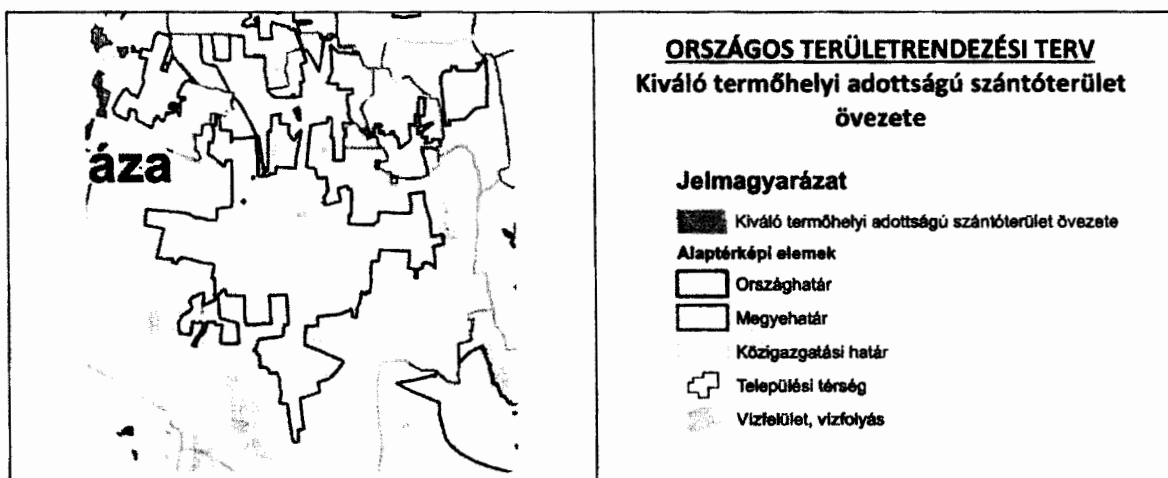 áza
ORSZÁGOS TERÜLETRENDEZÉSI TERV
Kiváló termőhelyi adottságú szántóterület
övezete
Jelmagyarázat
Kiváló termőhelyi adottságú szántóterület övezete
Alaptérképi elemek
Országhatár
Megyehatár
Közigazgatási határ
Települési térség
Vízfelület, vízfolyás